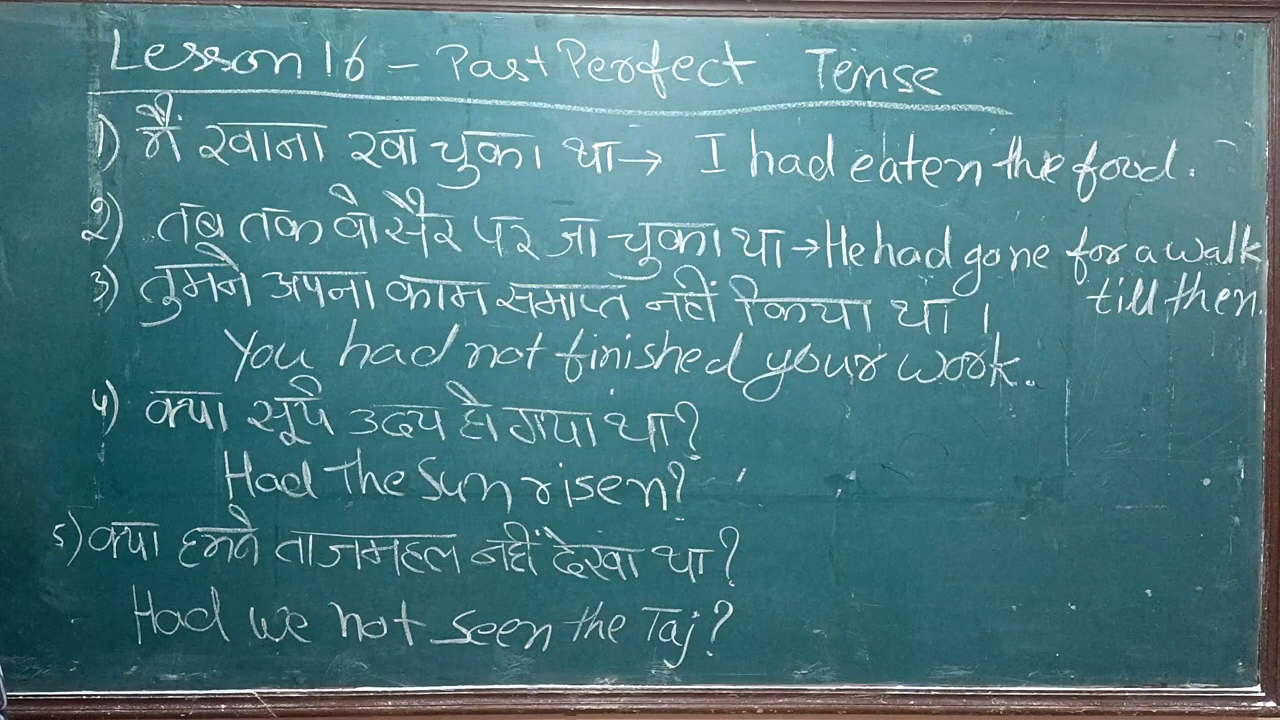 Lesson 16 - Past Perfect Tense
1) मैं खाना खा चुका था → I had eaten the food.
2) तब तक वो सैर पर जा चुका था → He had gone for a walk
till then.
3) तुमने अपना काम समाप्त नहीं किया था ।
You had not finished your work.
4) क्या सूर्य उदय हो गया था?
Had the Sun risen?
5) क्या हमने ताजमहल नहीं देखा था?
Had we not seen the Taj?